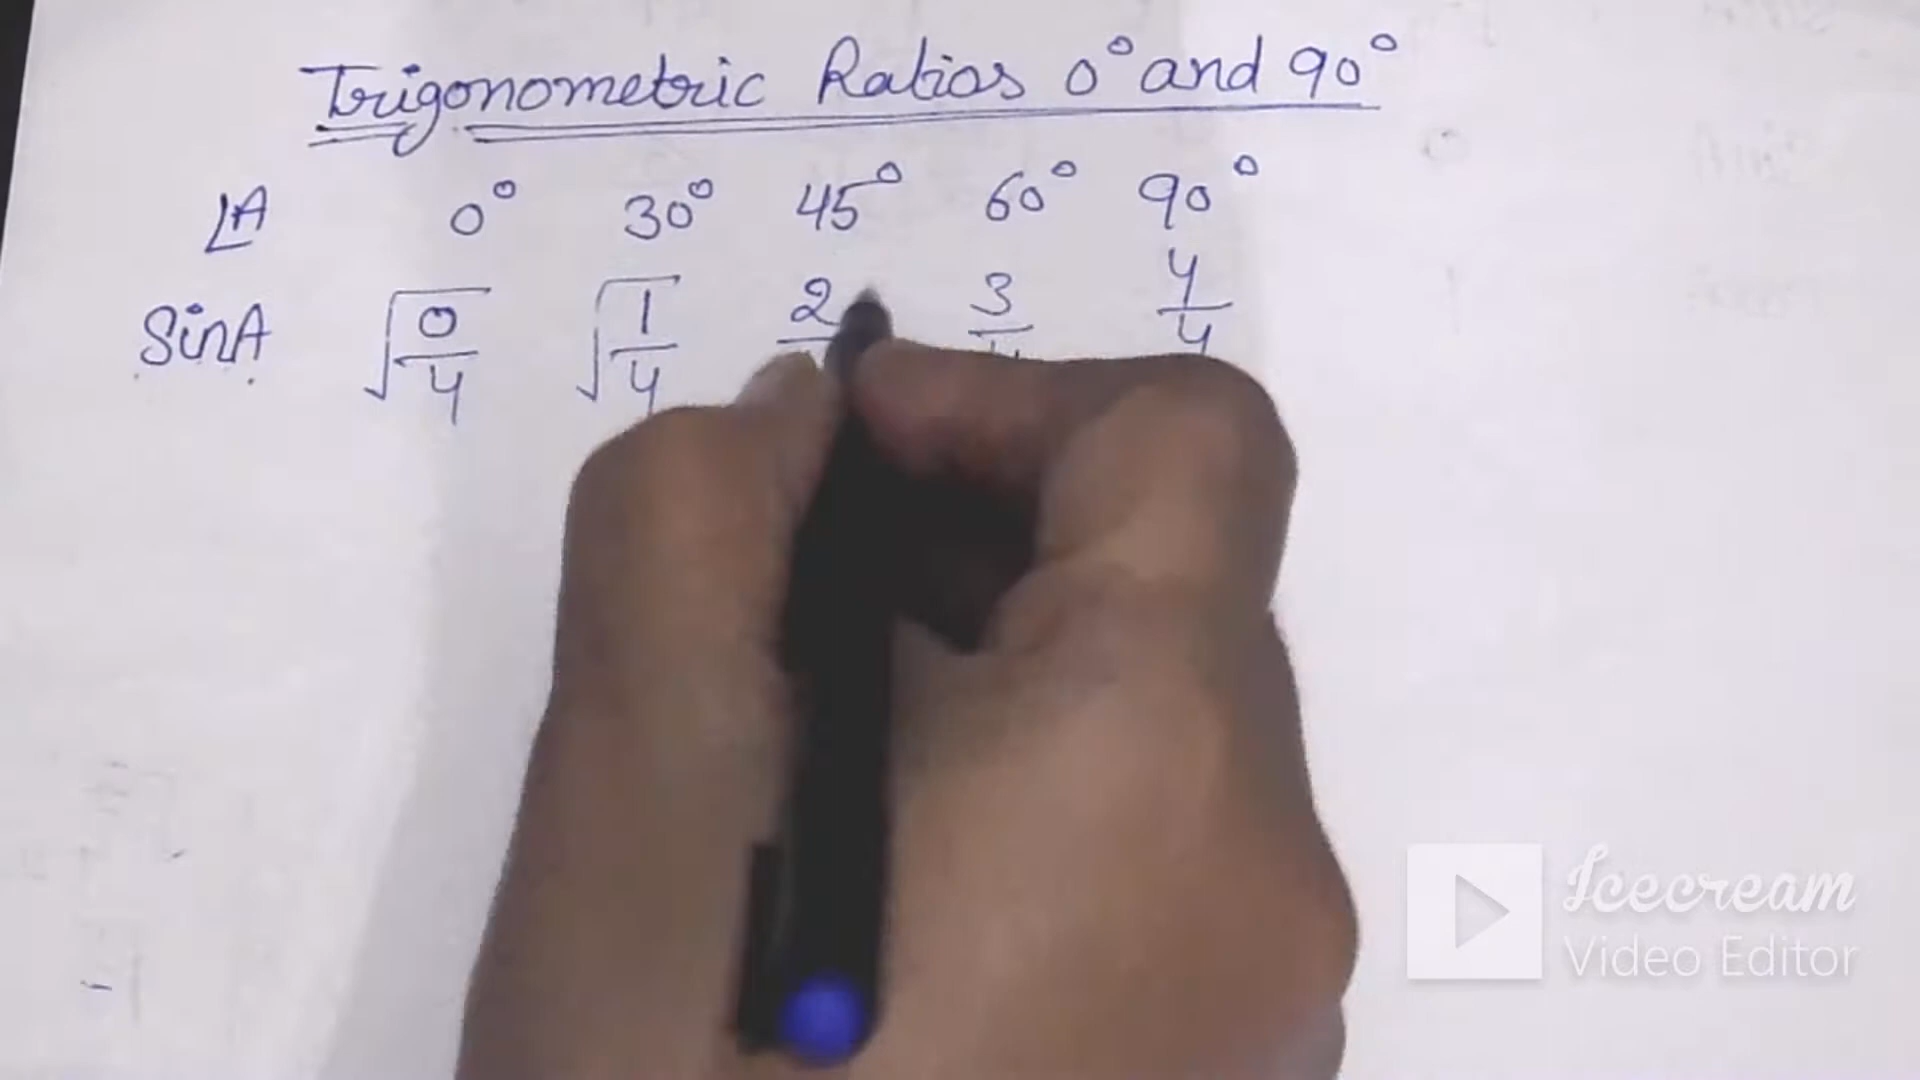 Trigonometric Ratios 0° and 90°
∠A 0° 30° 45° 60° 90°
SinA √0/4 √1/4 2 3/4 4/4
Icecream
Video Editor